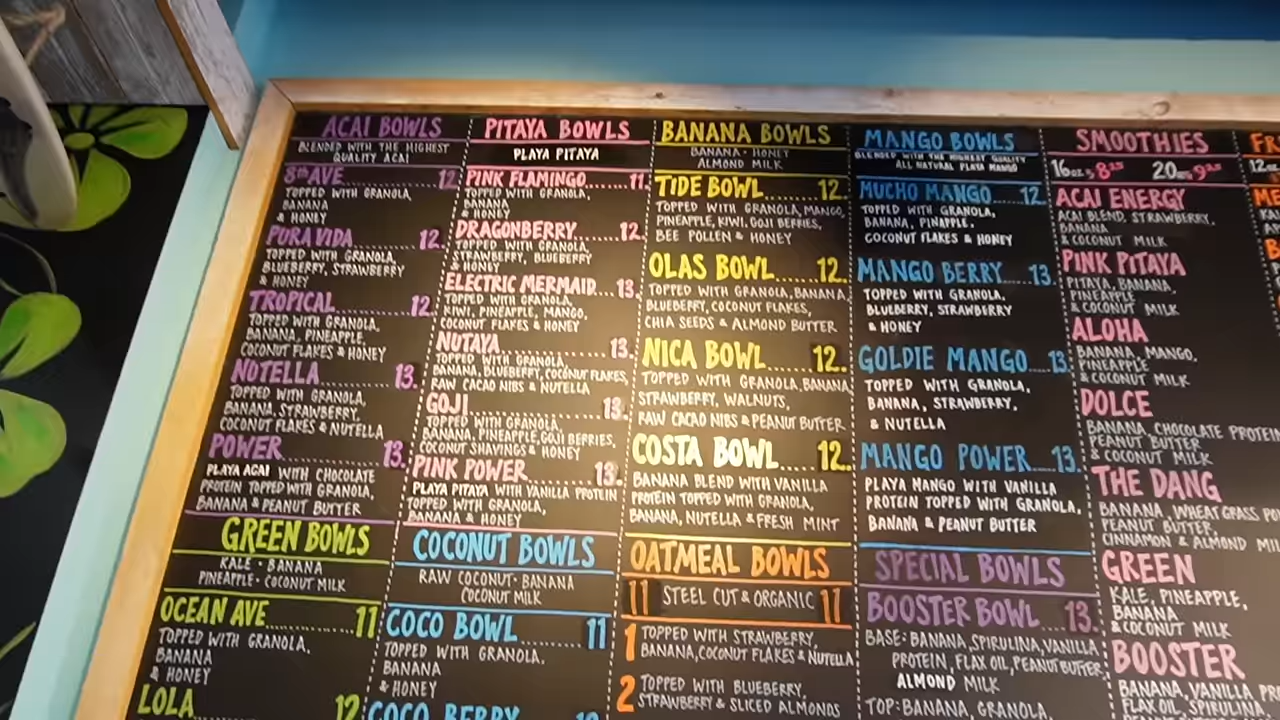 ACAI BOWLS
BLENDED WITH THE HIGHEST
QUALITY ACAI
8TH AVE 12
TOPPED WITH GRANOLA,
BANANA
& HONEY
PURA VIDA ..... 12.
TOPPED WITH GRANOLA,
BLUEBERRY, STRAWBERRY
& HONEY
TROPICAL ........ 12.
TOPPED WITH GRANOLA,
BANANA, PINEAPPLE,
COCONUT FLAKES & HONEY
NOTELLA ........ 13.
TOPPED WITH GRANOLA,
BANANA, STRAWBERRY,
COCONUT FLAKES & NUTELLA
POWER ........ 13.
PLAYA ACAI WITH CHOCOLATE
PROTEIN TOPPED WITH GRANOLA,
BANANA & PEANUT BUTTER
GREEN BOWLS
KALE · BANANA
PINEAPPLE · COCONUT MILK
OCEAN AVE ........ 11
TOPPED WITH GRANOLA,
BANANA
& HONEY
LOLA 12
PITAYA BOWLS
PLAYA PITAYA
PINK FLAMINGO ..... 11.
TOPPED WITH GRANOLA,
BANANA
& HONEY
DRAGONBERRY ..... 12.
TOPPED WITH GRANOLA,
STRAWBERRY, BLUEBERRY
& HONEY
ELECTRIC MERMAID... 13.
TOPPED WITH GRANOLA,
KIWI, PINEAPPLE, MANGO,
COCONUT FLAKES & HONEY
NUTAYA ........ 13.
TOPPED WITH GRANOLA,
BANANA, BLUEBERRY, COCONUT FLAKES,
RAW CACAO NIBS & NUTELLA
GOJI ........ 13.
TOPPED WITH GRANOLA,
BANANA, PINEAPPLE, GOJI BERRIES,
COCONUT SHAVINGS & HONEY
PINK POWER ........ 13.
PLAYA PITAYA WITH VANILLA PROTEIN
TOPPED WITH GRANOLA,
BANANA & HONEY
COCONUT BOWLS
RAW COCONUT · BANANA
COCONUT MILK
COCO BOWL ........ 11
TOPPED WITH GRANOLA,
BANANA
& HONEY
COCO BERRY
BANANA BOWLS
BANANA · HONEY
ALMOND MILK
TIDE BOWL ..... 12.
TOPPED WITH GRANOLA, MANGO,
PINEAPPLE, KIWI, GOJI BERRIES,
BEE POLLEN & HONEY
OLAS BOWL ..... 12.
TOPPED WITH GRANOLA, BANANA,
BLUEBERRY, COCONUT FLAKES,
CHIA SEEDS & ALMOND BUTTER
NICA BOWL ..... 12.
TOPPED WITH GRANOLA, BANANA,
STRAWBERRY, WALNUTS,
RAW CACAO NIBS & PEANUT BUTTER
COSTA BOWL .... 12.
BANANA BLEND WITH VANILLA
PROTEIN TOPPED WITH GRANOLA,
BANANA, NUTELLA & FRESH MINT
OATMEAL BOWLS
11 STEEL CUT & ORGANIC 11
1 TOPPED WITH STRAWBERRY,
BANANA, COCONUT FLAKES & NUTELLA
2 TOPPED WITH BLUEBERRY,
STRAWBERRY & SLICED ALMONDS
MANGO BOWLS
BLENDED WITH THE HIGHEST QUALITY
ALL NATURAL PLAYA MANGO
MUCHO MANGO ... 12.
TOPPED WITH GRANOLA,
BANANA, PINAPPLE,
COCONUT FLAKES & HONEY
MANGO BERRY ... 13.
TOPPED WITH GRANOLA,
BLUEBERRY, STRAWBERRY
& HONEY
GOLDIE MANGO .. 13.
TOPPED WITH GRANOLA,
BANANA, STRAWBERRY,
& NUTELLA
MANGO POWER .... 13.
PLAYA MANGO WITH VANILLA
PROTEIN TOPPED WITH GRANOLA,
BANANA & PEANUT BUTTER
SPECIAL BOWLS
BOOSTER BOWL ... 13.
BASE: BANANA, SPIRULINA, VANILLA
PROTEIN, FLAX OIL, PEANUT BUTTER,
ALMOND MILK
TOP: BANANA, GRANOLA,
SMOOTHIES
16oz, 8.25 20oz, 9.25
ACAI ENERGY
ACAI BLEND, STRAWBERRY,
BANANA
& COCONUT MILK
PINK PITAYA
PITAYA, BANANA,
PINEAPPLE
& COCONUT MILK
ALOHA
BANANA, MANGO,
PINEAPPLE
& COCONUT MILK
DOLCE
BANANA, CHOCOLATE PROTEIN
PEANUT BUTTER
& COCONUT MILK
THE DANG
BANANA, WHEAT GRASS
PEANUT BUTTER,
CINNAMON & ALMOND
GREEN
KALE, PINEAPPLE,
BANANA
& COCONUT MILK
BOOSTER
BANANA, VANILLA
FLAX OIL, SPIRULINA,